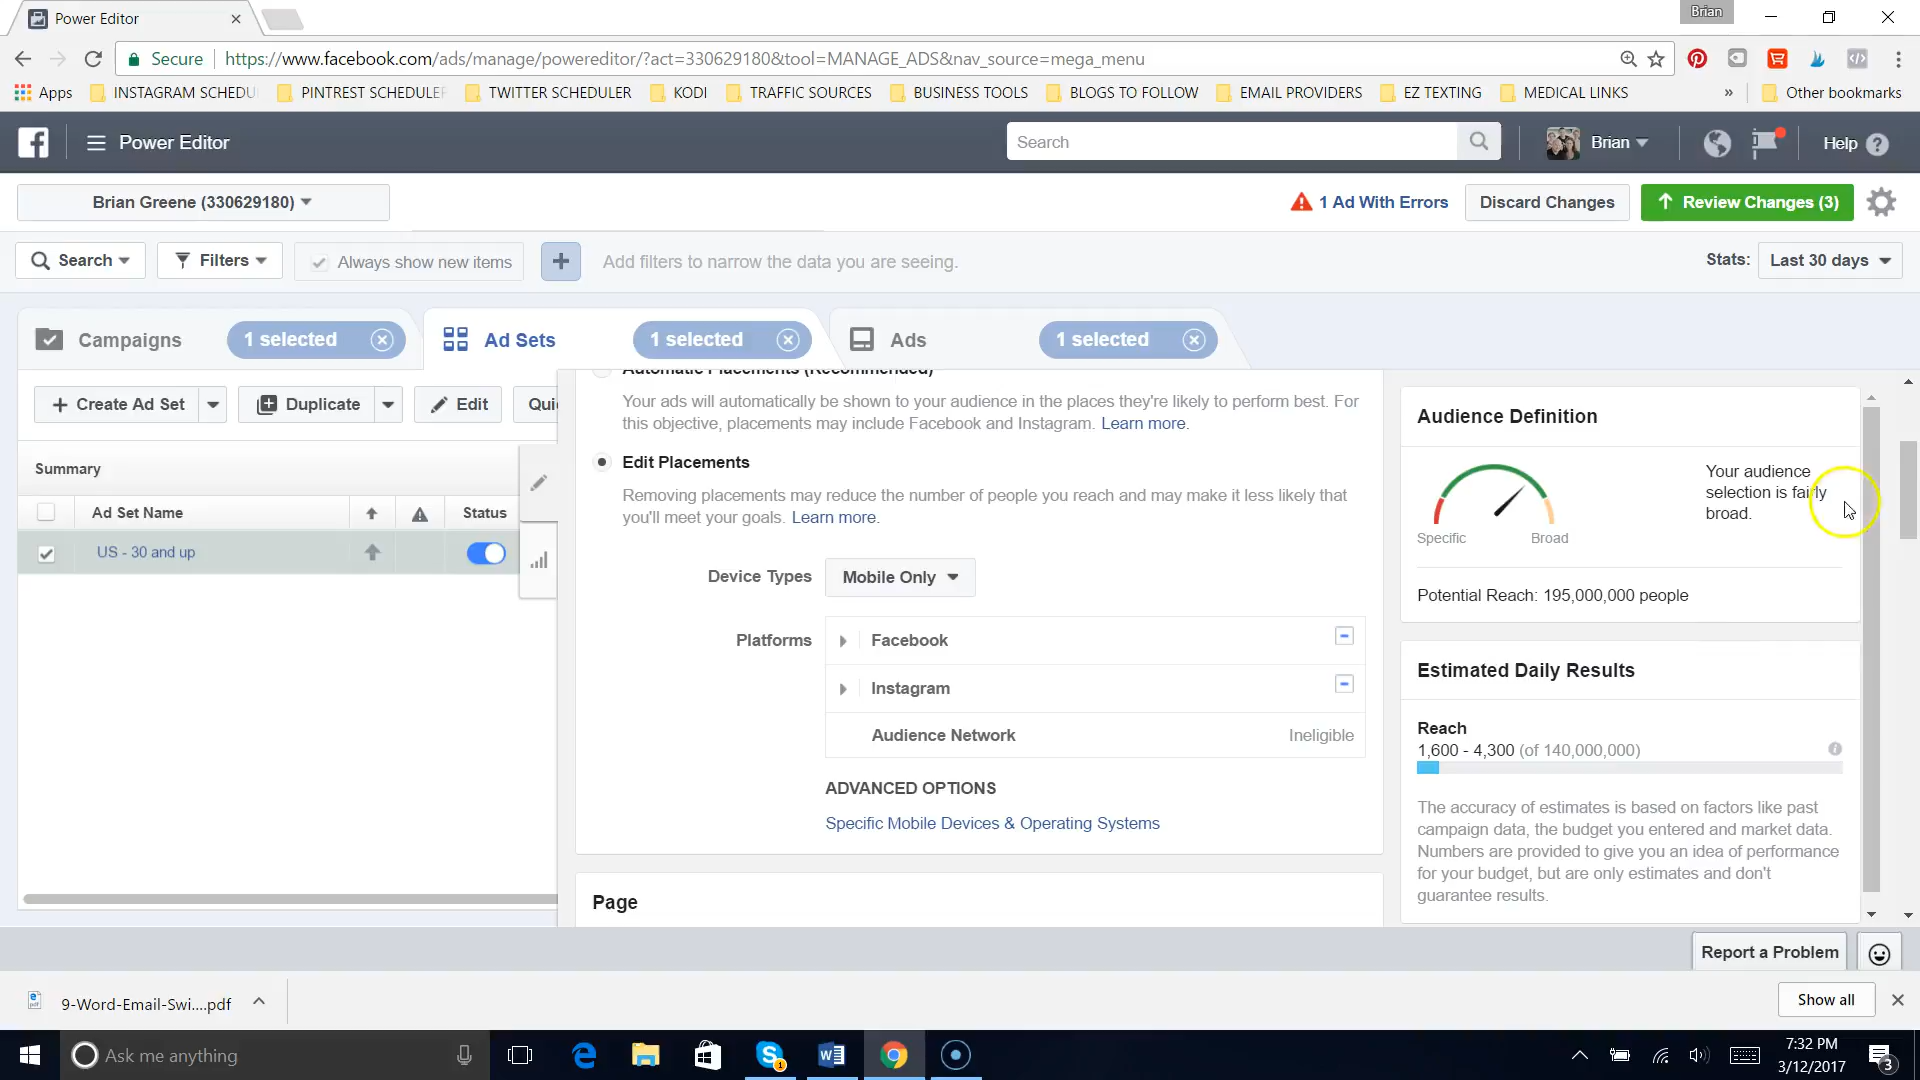 Power Editor
Brian
Secure
https://www.facebook.com/ads/manage/powereditor/?act=330629180&tool=MANAGE_ADS&nav_source=mega_menu
Apps
INSTAGRAM SCHEDU
PINTREST SCHEDULER
TWITTER SCHEDULER
KODI
TRAFFIC SOURCES
BUSINESS TOOLS
BLOGS TO FOLLOW
EMAIL PROVIDERS
EZ TEXTING
MEDICAL LINKS
»
Other bookmarks
Power Editor
Search
Brian
Help ?
Brian Greene (330629180)
1 Ad With Errors
Discard Changes
Review Changes (3)
Search
Filters
Always show new items
+
Add filters to narrow the data you are seeing.
Stats:
Last 30 days
Campaigns
1 selected
Ad Sets
1 selected
Ads
1 selected
+ Create Ad Set
Duplicate
Edit
Quic
Summary
Ad Set Name
Status
US - 30 and up
Automatic Placements (Recommended)
Your ads will automatically be shown to your audience in the places they're likely to perform best. For
this objective, placements may include Facebook and Instagram. Learn more.
Edit Placements
Removing placements may reduce the number of people you reach and may make it less likely that
you'll meet your goals. Learn more.
Device Types
Mobile Only
Platforms
Facebook
Instagram
Audience Network
Ineligible
ADVANCED OPTIONS
Specific Mobile Devices & Operating Systems
Page
Audience Definition
Your audience
selection is fairly
broad.
Specific
Broad
Potential Reach: 195,000,000 people
Estimated Daily Results
Reach
1,600 - 4,300 (of 140,000,000)
The accuracy of estimates is based on factors like past
campaign data, the budget you entered and market data.
Numbers are provided to give you an idea of performance
for your budget, but are only estimates and don't
guarantee results.
Report a Problem
9-Word-Email-Swi....pdf
Show all
Ask me anything
7:32 PM
3/12/2017
1
3